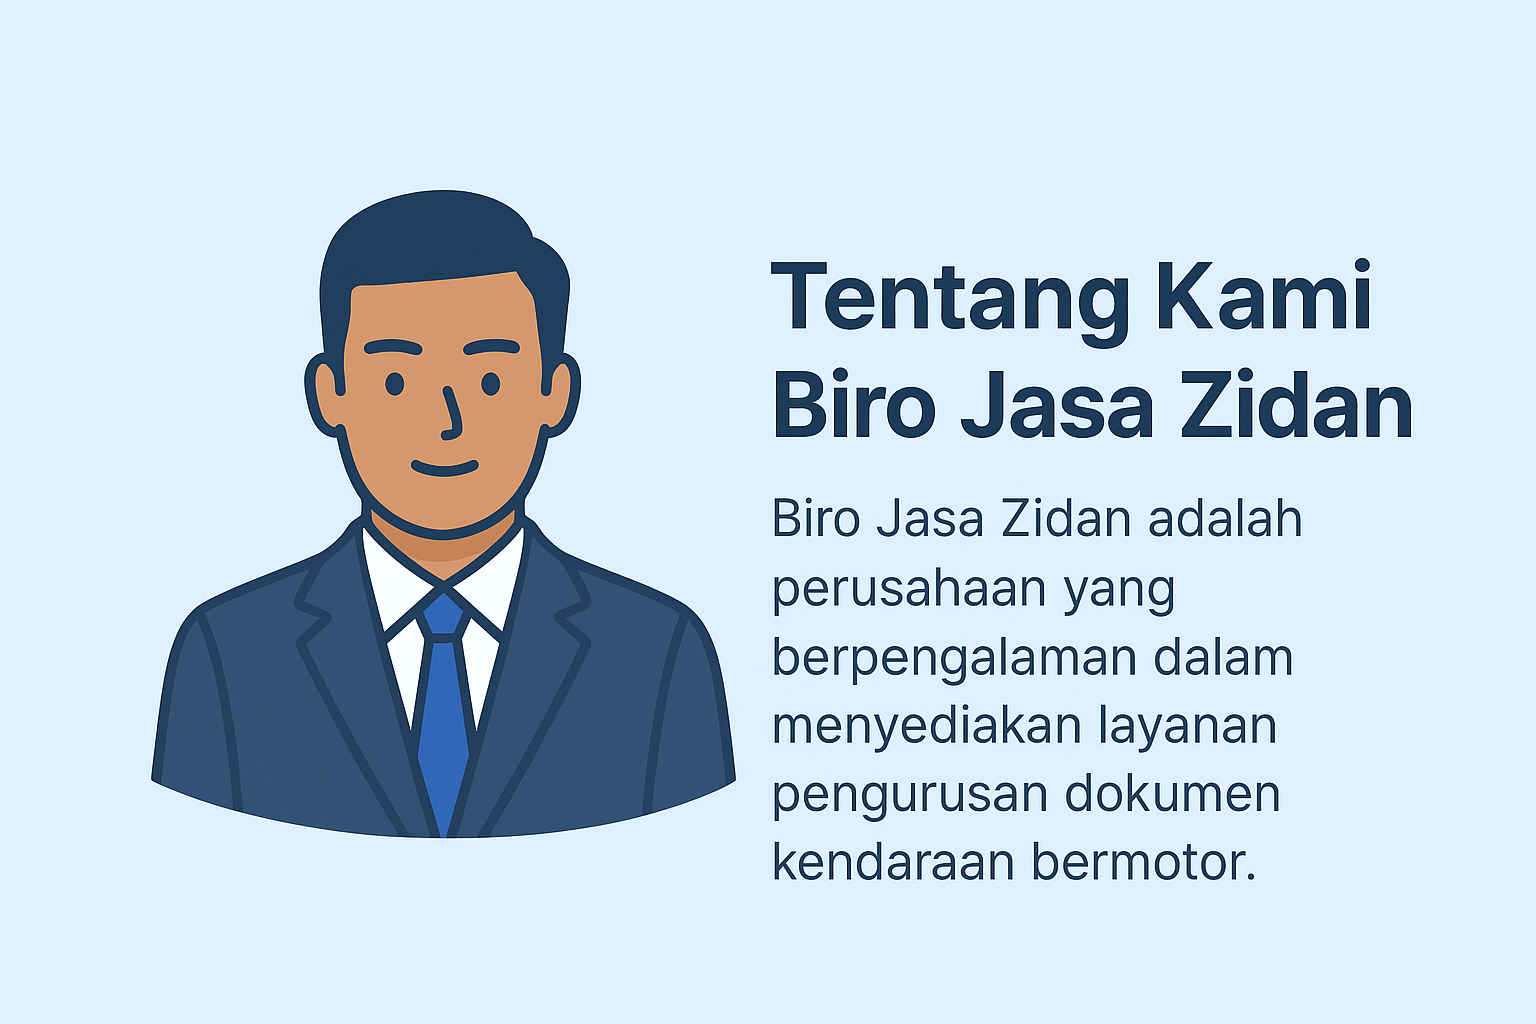 Tentang Kami
Biro Jasa Zidan
Biro Jasa Zidan adalah
perusahaan yang
berpengalaman dalam
menyediakan layanan
pengurusan dokumen
kendaraan bermotor.